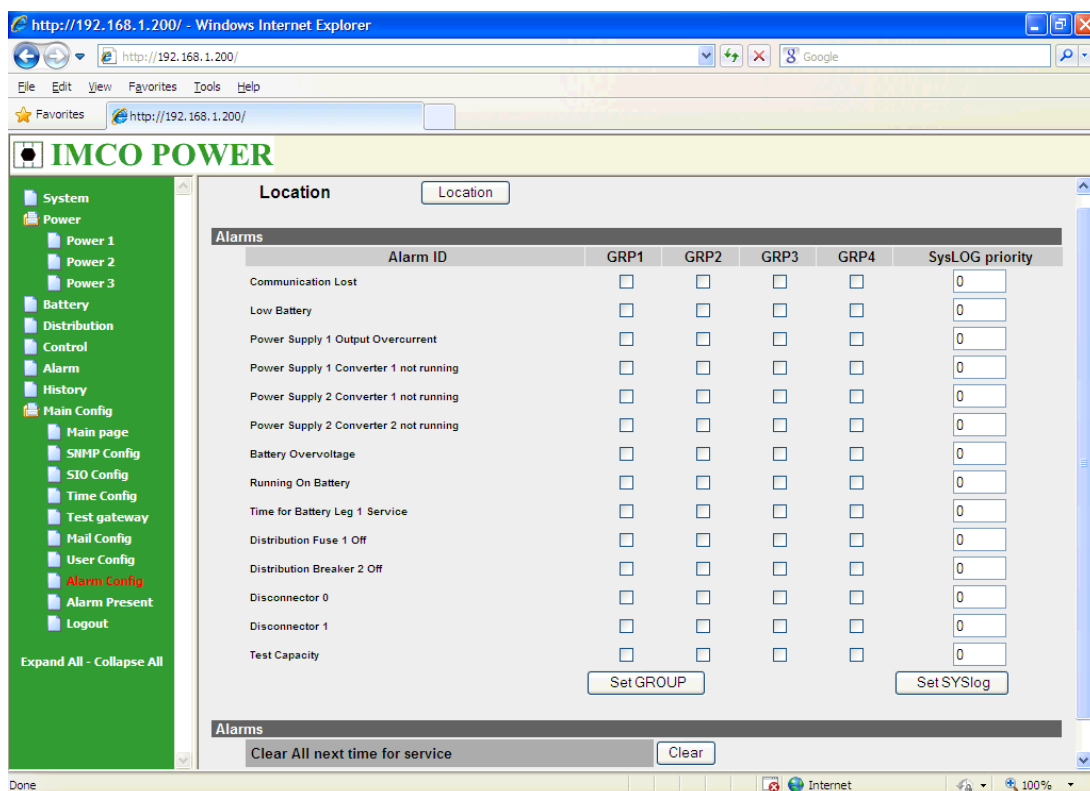 http://192.168.1.200/ - Windows Internet Explorer
http://192.168.1.200/
Google
File Edit View Favorites Tools Help
Favorites
http://192.168.1.200/
IMCO POWER
System
Power
Power 1
Power 2
Power 3
Battery
Distribution
Control
Alarm
History
Main Config
Main page
SNMP Config
SIO Config
Time Config
Test gateway
Mail Config
User Config
Alarm Config
Alarm Present
Logout
Expand All - Collapse All
Location Location
Alarms
Alarm ID GRP1 GRP2 GRP3 GRP4 SysLOG priority
Communication Lost 0
Low Battery 0
Power Supply 1 Output Overcurrent 0
Power Supply 1 Converter 1 not running 0
Power Supply 2 Converter 1 not running 0
Power Supply 2 Converter 2 not running 0
Battery Overvoltage 0
Running On Battery 0
Time for Battery Leg 1 Service 0
Distribution Fuse 1 Off 0
Distribution Breaker 2 Off 0
Disconnector 0 0
Disconnector 1 0
Test Capacity 0
Set GROUP Set SYSlog
Alarms
Clear All next time for service Clear
Done Internet 100%